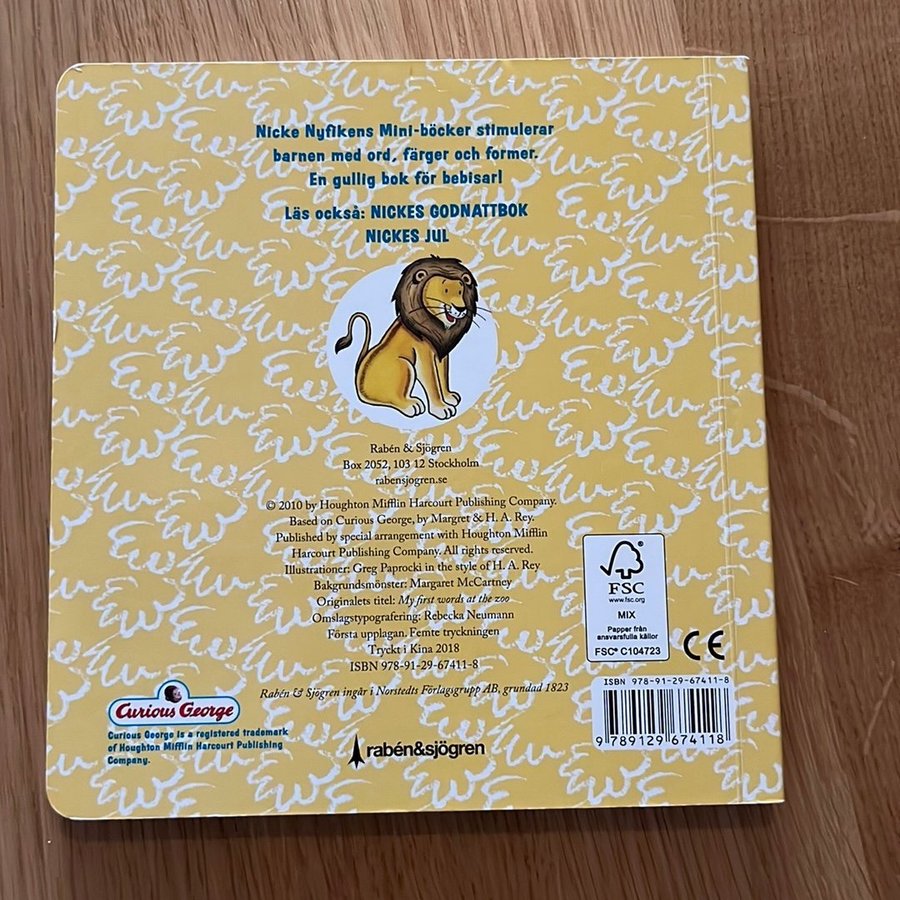 Nicke Nyfikens Mini-böcker stimulerar
barnen med ord, färger och former.
En gullig bok för bebisar!
Läs också: NICKES GODNATTBOK
NICKES JUL
Rabén & Sjögren
Box 2052, 103 12 Stockholm
rabensjogren.se
© 2010 by Houghton Mifflin Harcourt Publishing Company.
Based on Curious George, by Margret & H. A. Rey.
Published by special arrangement with Houghton Mifflin
Harcourt Publishing Company. All rights reserved.
Illustrationer: Greg Paprocki in the style of H. A. Rey
Bakgrundsmönster: Margaret McCartney
Originalets titel: My first words at the zoo
Omslagstypografering: Rebecka Neumann
Första upplagan. Femte tryckningen
Tryckt i Kina 2018
ISBN 978-91-29-67411-8
Rabén & Sjögren ingår i Norstedts Förlagsgrupp AB, grundad 1823
FSC
www.fsc.org
MIX
Papper från
ansvarsfulla källor
FSC® C104723
CE
ISBN 978-91-29-67411-8
9 789129 674118
Curious George
Curious George is a registered trademark
of Houghton Mifflin Harcourt Publishing
Company.
rabén&sjögren